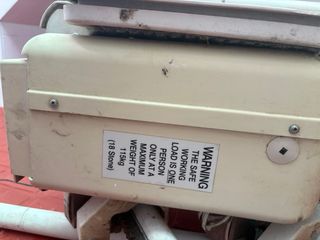 WARNING
THE SAFE
WORKING
LOAD IS ONE
PERSON
ONLY AT A
MAXIMUM
WEIGHT OF
115kg
(18 Stone)